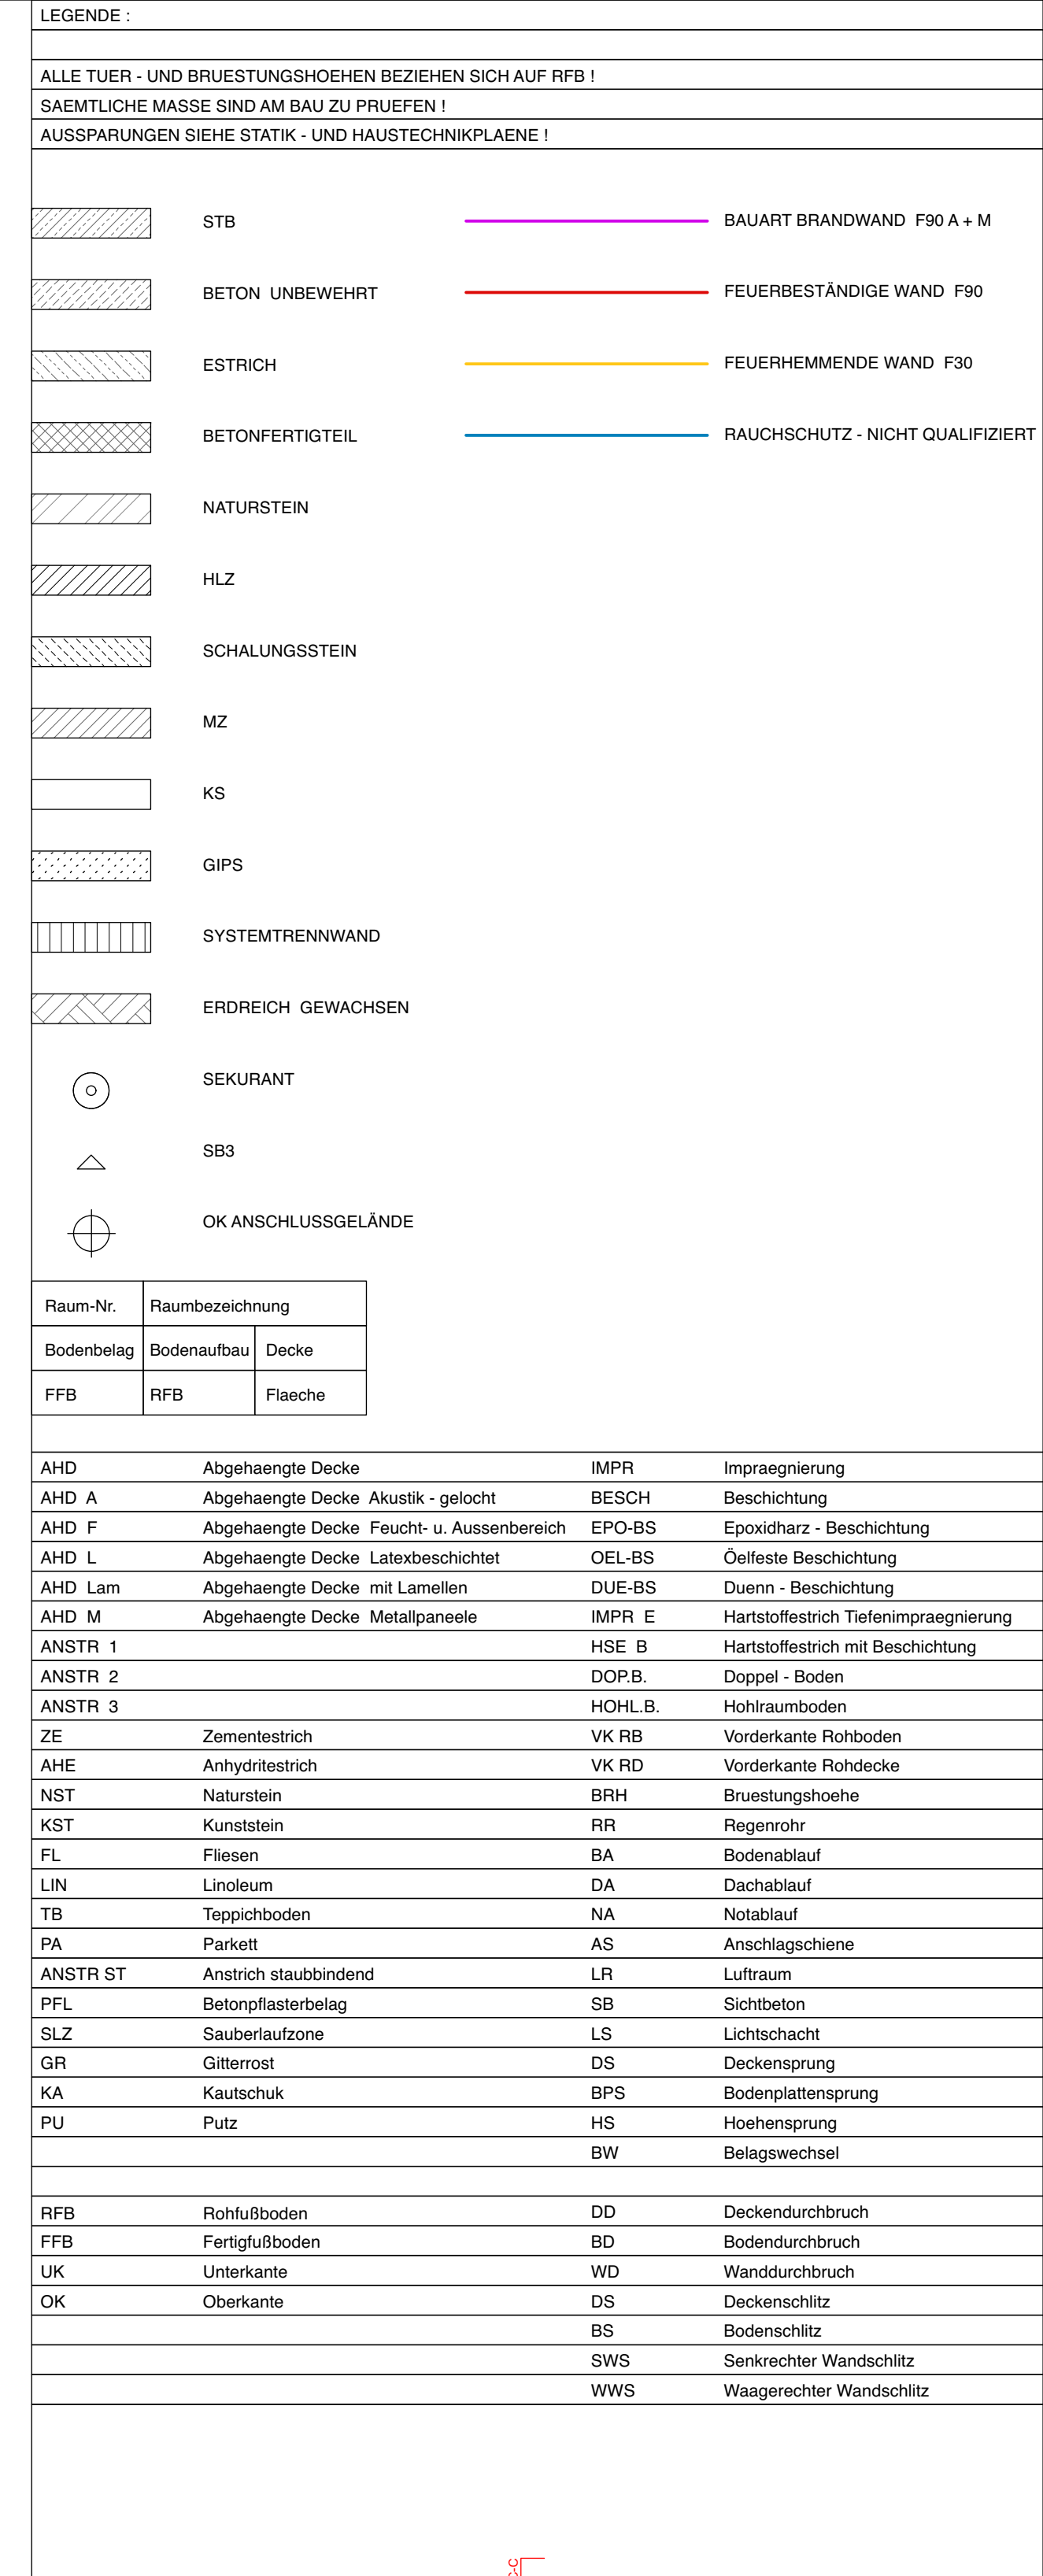 LEGENDE :
ALLE TUER - UND BRUESTUNGSHOEHEN BEZIEHEN SICH AUF RFB !
SAEMTLICHE MASSE SIND AM BAU ZU PRUEFEN !
AUSSPARUNGEN SIEHE STATIK - UND HAUSTECHNIKPLAENE !
STB BAUART BRANDWAND F90 A + M
BETON UNBEWEHRT FEUERBESTÄNDIGE WAND F90
ESTRICH FEUERHEMMENDE WAND F30
BETONFERTIGTEIL RAUCHSCHUTZ - NICHT QUALIFIZIERT
NATURSTEIN
HLZ
SCHALUNGSSTEIN
MZ
KS
GIPS
SYSTEMTRENNWAND
ERDREICH GEWACHSEN
SEKURANT
SB3
OK ANSCHLUSSGELÄNDE
Raum-Nr. Raumbezeichnung
Bodenbelag Bodenaufbau Decke
FFB RFB Flaeche
AHD Abgehaengte Decke IMPR Impraegnierung
AHD A Abgehaengte Decke Akustik - gelocht BESCH Beschichtung
AHD F Abgehaengte Decke Feucht- u. Aussenbereich EPO-BS Epoxidharz - Beschichtung
AHD L Abgehaengte Decke Latexbeschichtet OEL-BS Öelfeste Beschichtung
AHD Lam Abgehaengte Decke mit Lamellen DUE-BS Duenn - Beschichtung
AHD M Abgehaengte Decke Metallpaneele IMPR E Hartstoffestrich Tiefenimpraegnierung
ANSTR 1 HSE B Hartstoffestrich mit Beschichtung
ANSTR 2 DOP.B. Doppel - Boden
ANSTR 3 HOHL.B. Hohlraumboden
ZE Zementestrich VK RB Vorderkante Rohboden
AHE Anhydritestrich VK RD Vorderkante Rohdecke
NST Naturstein BRH Bruestungshoehe
KST Kunststein RR Regenrohr
FL Fliesen BA Bodenablauf
LIN Linoleum DA Dachablauf
TB Teppichboden NA Notablauf
PA Parkett AS Anschlagschiene
ANSTR ST Anstrich staubbindend LR Luftraum
PFL Betonpflasterbelag SB Sichtbeton
SLZ Sauberlaufzone LS Lichtschacht
GR Gitterrost DS Deckensprung
KA Kautschuk BPS Bodenplattensprung
PU Putz HS Hoehensprung
BW Belagswechsel
RFB Rohfußboden DD Deckendurchbruch
FFB Fertigfußboden BD Bodendurchbruch
UK Unterkante WD Wanddurchbruch
OK Oberkante DS Deckenschlitz
BS Bodenschlitz
SWS Senkrechter Wandschlitz
WWS Waagerechter Wandschlitz